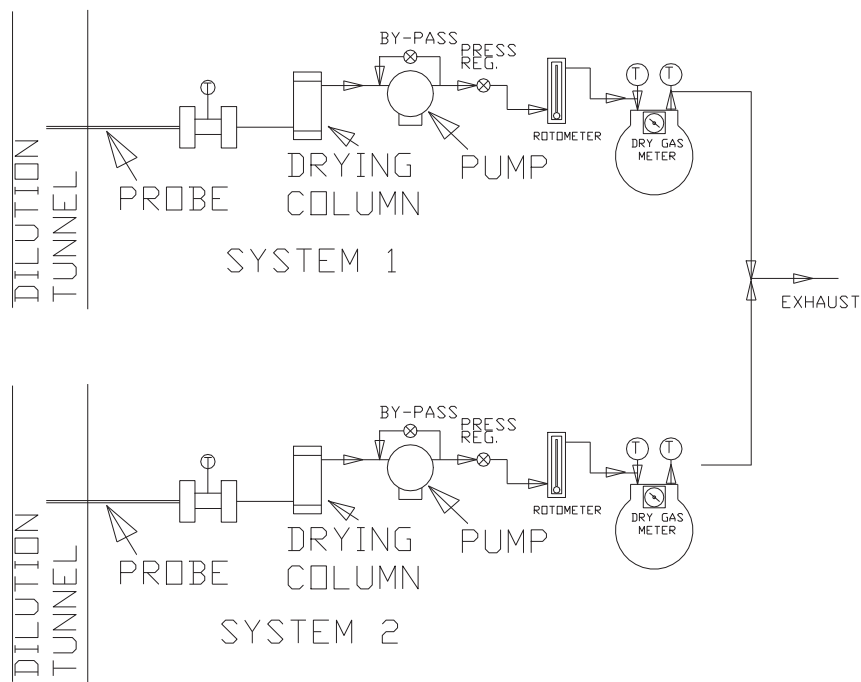 BY-PASS
PRESS
REG.
T
T
T
ROTOMETER
DRY GAS
METER
DILUTION
TUNNEL
PROBE
DRYING
COLUMN
PUMP
SYSTEM 1
EXHAUST
BY-PASS
PRESS
REG.
T
T
T
ROTOMETER
DRY GAS
METER
DILUTION
TUNNEL
PROBE
DRYING
COLUMN
PUMP
SYSTEM 2